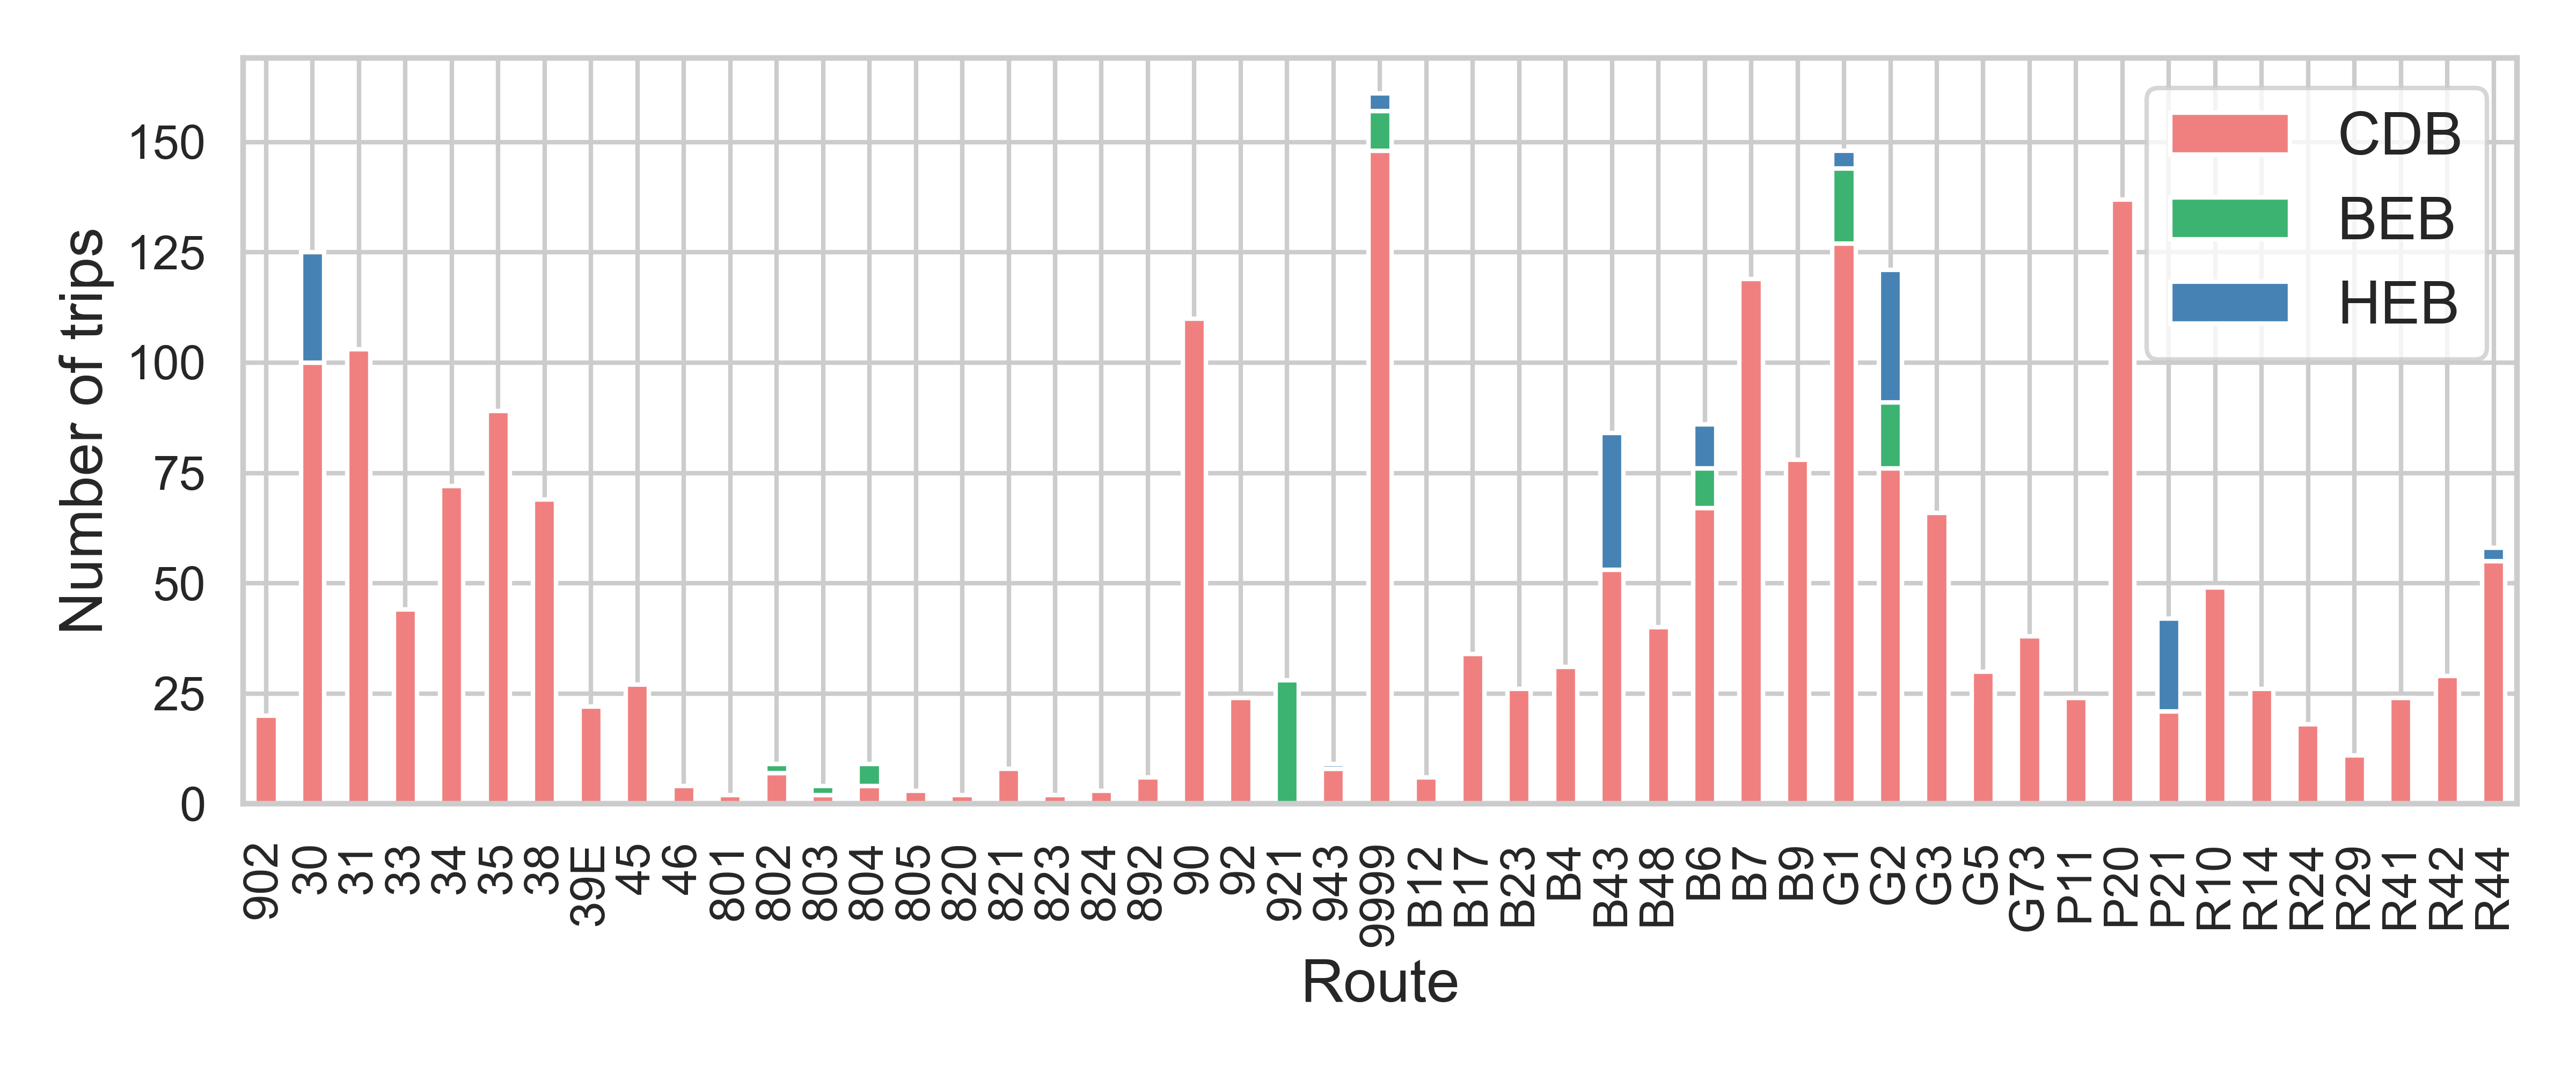 Number of trips
150
125
100
75
50
25
0
CDB
BEB
HEB
902 30 31 33 34 35 38 39E 45 46 801 802 803 804 805 820 821 823 824 892 90 92 921 943 9999 B12 B17 B23 B4 B43 B48 B6 B7 B9 G1 G2 G3 G5 G73 P11 P20 P21 R10 R14 R24 R29 R41 R42 R44
Route